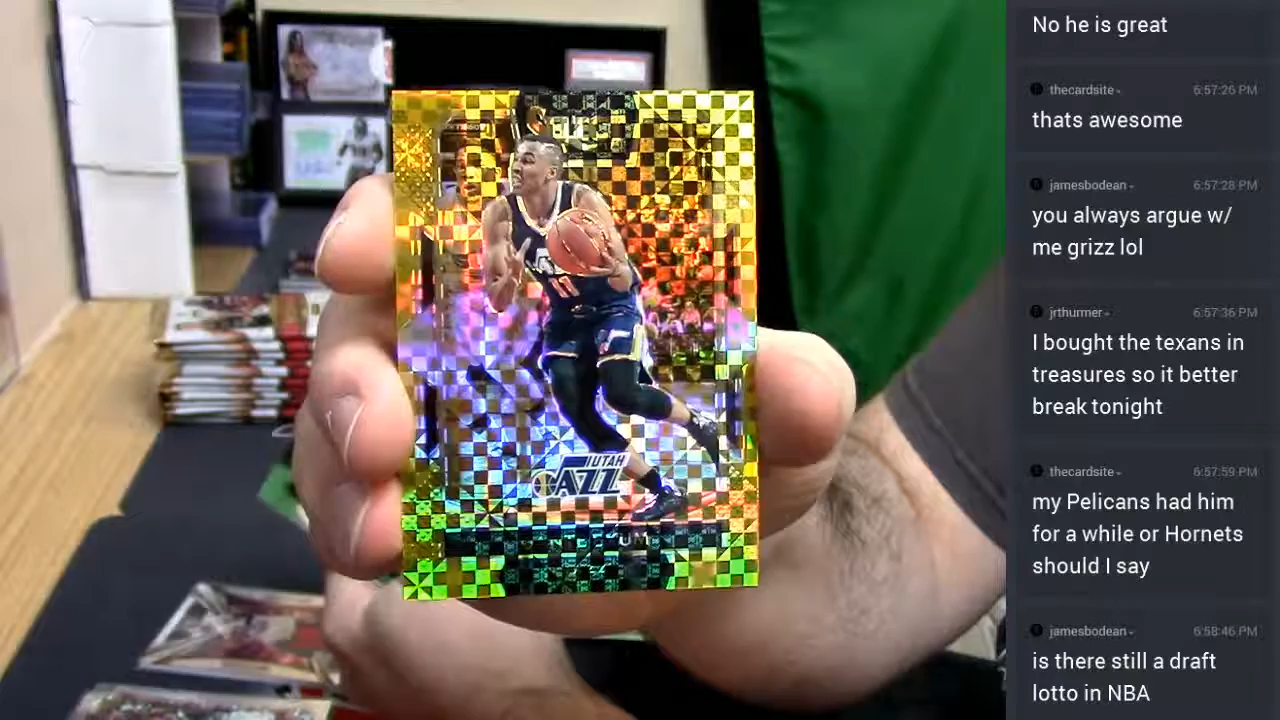 UTAH
JAZZ
11
No he is great
thecardsite
6:57:26 PM
thats awesome
jamesbodean
6:57:28 PM
you always argue w/
me grizz lol
jrthurmer
6:57:36 PM
I bought the texans in
treasures so it better
break tonight
thecardsite
6:57:59 PM
my Pelicans had him
for a while or Hornets
should I say
jamesbodean
6:58:46 PM
is there still a draft
lotto in NBA